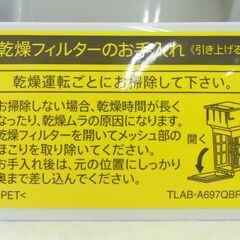 乾燥フィルターのお手入れ《引き上げる
乾燥運転ごとにお掃除して下さい。
お掃除しない場合、乾燥時間が長く
なったり、乾燥ムラの原因になります。
乾燥フィルターを開いてメッシュ部の
ほこりを取り除いてください。
お手入れ後は、元の位置にしっかり
奥まで差し込んでください。
開く
>PET<
TLAB-A697QBR